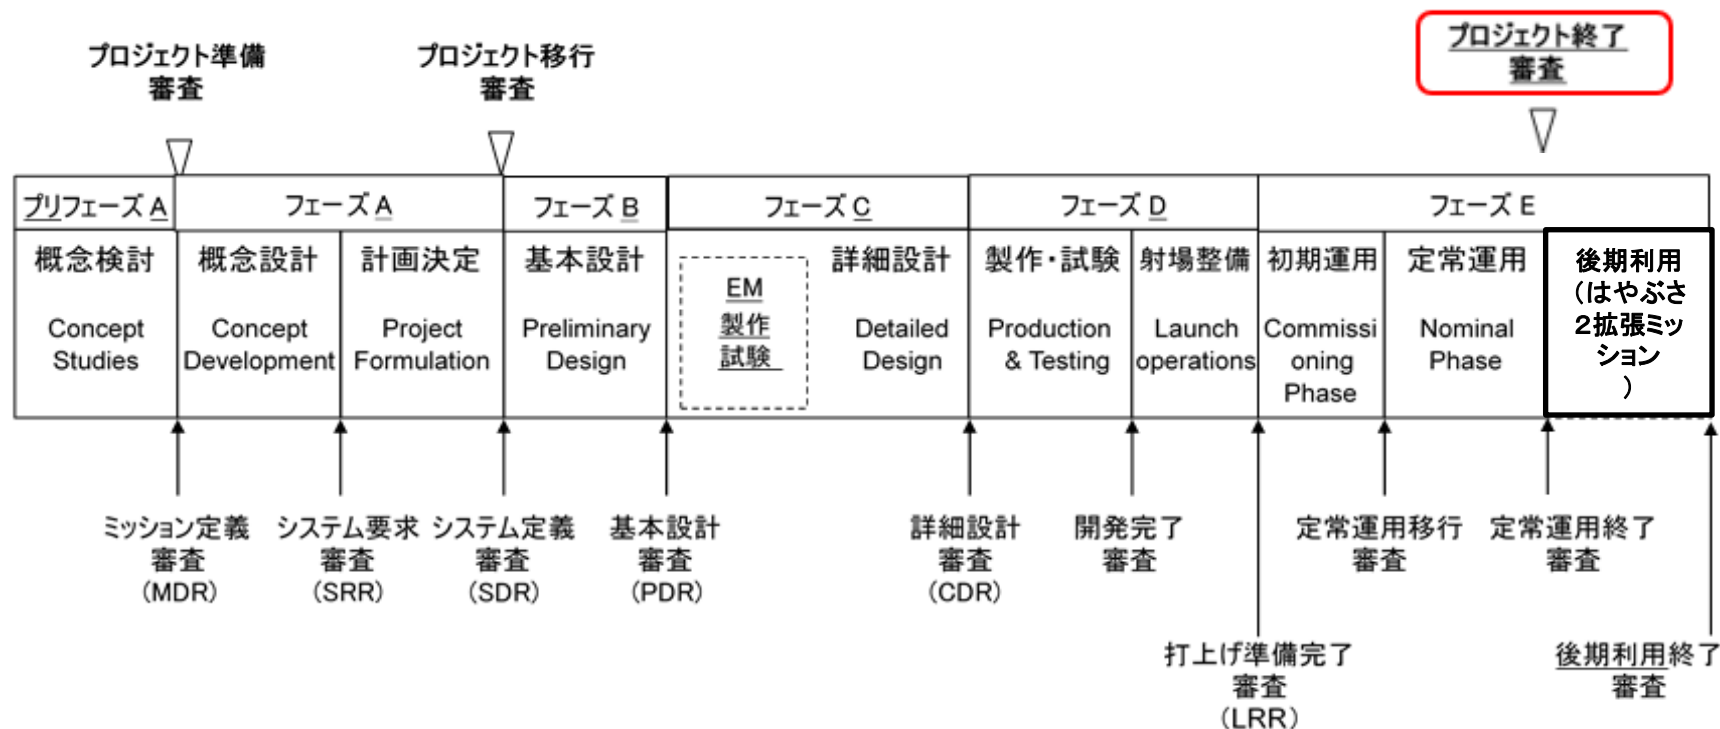 プロジェクト準備
審査
プロジェクト移行
審査
プロジェクト終了
審査
プリフェーズ A
フェーズ A
フェーズ B
フェーズ C
フェーズ D
フェーズ E
概念検討
Concept
Studies
概念設計
Concept
Development
計画決定
Project
Formulation
基本設計
Preliminary
Design
EM
製作
試験
詳細設計
Detailed
Design
製作・試験
Production
& Testing
射場整備
Launch
operations
初期運用
Commissi
oning
Phase
定常運用
Nominal
Phase
後期利用
(はやぶさ
2拡張ミッ
ション
)
ミッション定義
審査
(MDR)
システム要求
審査
(SRR)
システム定義
審査
(SDR)
基本設計
審査
(PDR)
詳細設計
審査
(CDR)
開発完了
審査
打上げ準備完了
審査
(LRR)
定常運用移行
審査
定常運用終了
審査
後期利用終了
審査